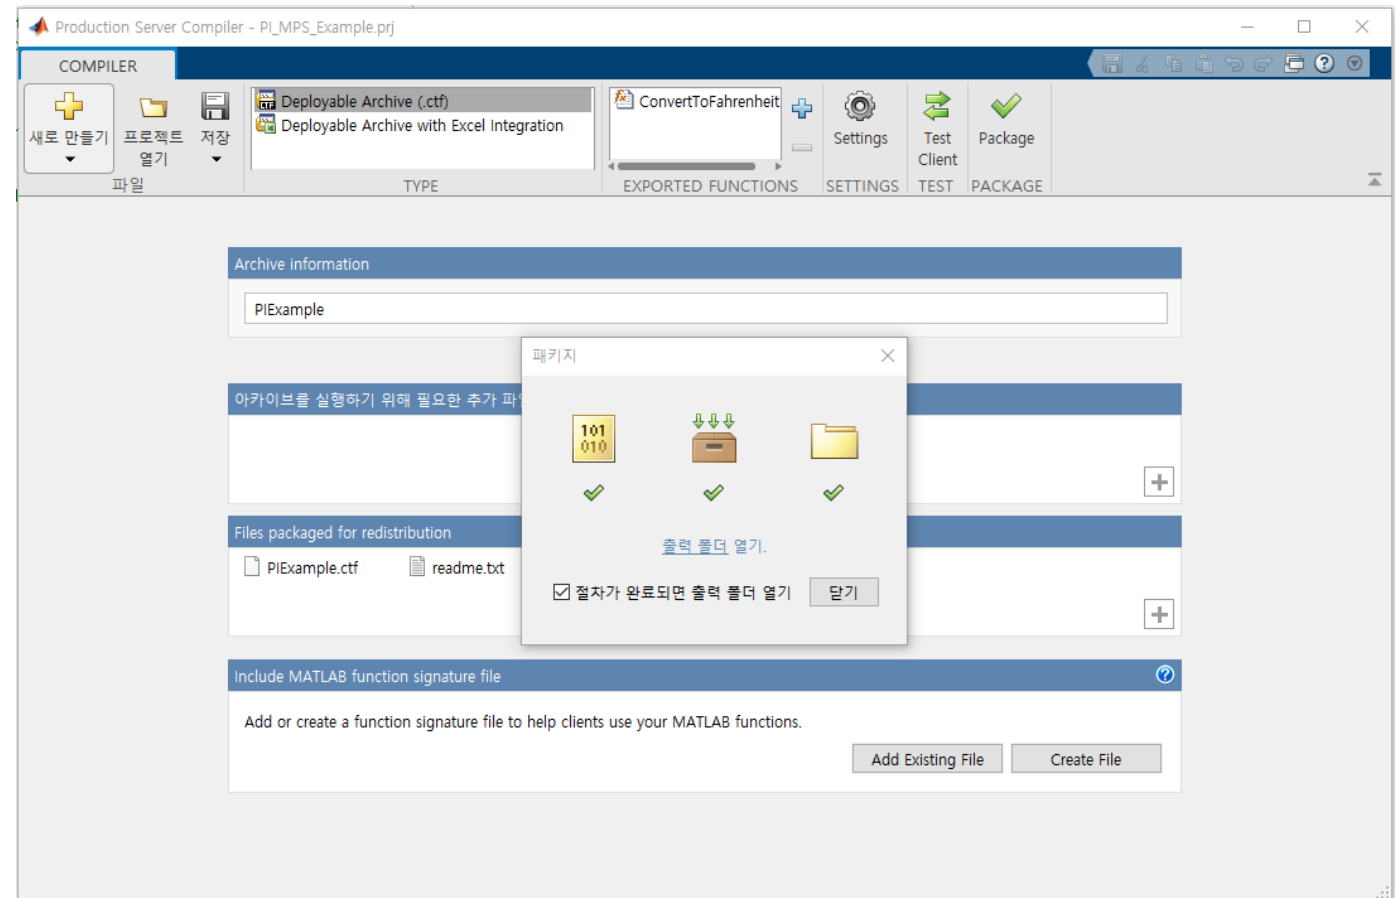 Production Server Compiler - PI_MPS_Example.prj
COMPILER
새로 만들기
프로젝트
열기
저장
파일
Deployable Archive (.ctf)
Deployable Archive with Excel Integration
TYPE
ConvertToFahrenheit
EXPORTED FUNCTIONS
Settings
SETTINGS
Test
Client
TEST
Package
PACKAGE
Archive information
PIExample
아카이브를 실행하기 위해 필요한 추가
패키지
101
010
출력 폴더 열기.
절차가 완료되면 출력 폴더 열기
닫기
Files packaged for redistribution
PIExample.ctf readme.txt
Include MATLAB function signature file
Add or create a function signature file to help clients use your MATLAB functions.
Add Existing File Create File